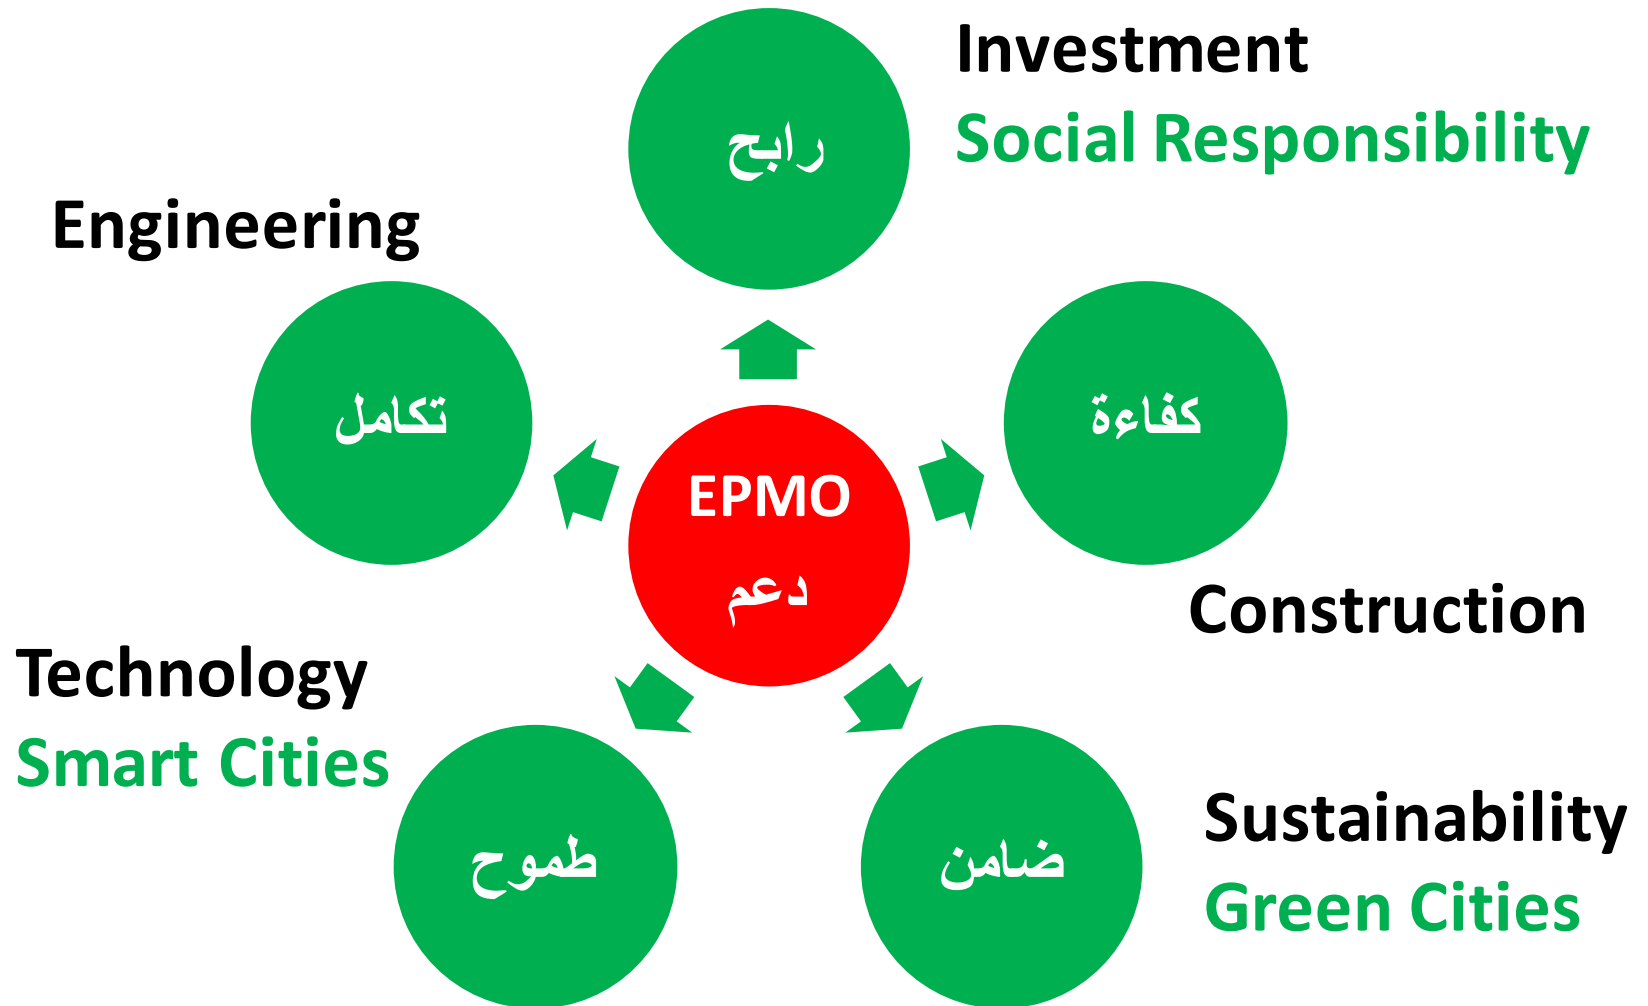 Investment
Social Responsibility
رابح
Engineering
تكامل
كفاءة
EPMO
دعم
Construction
Technology
Smart Cities
طموح
ضامن
Sustainability
Green Cities